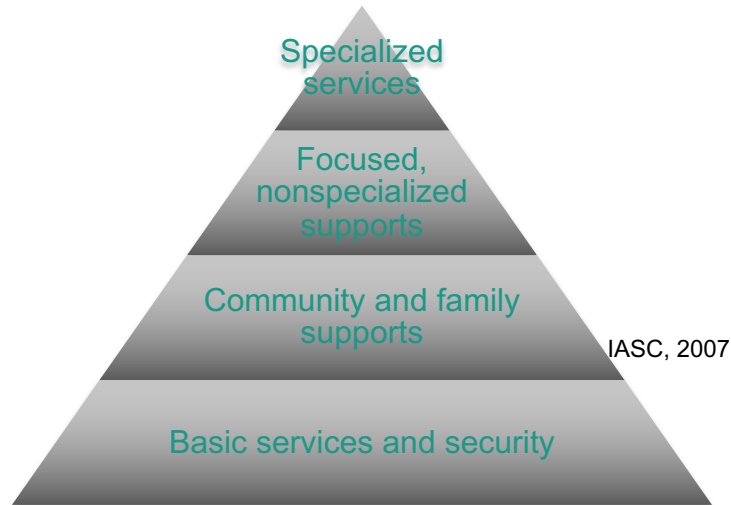 Specialized
services
Focused,
nonspecialized
supports
Community and family
supports
IASC, 2007
Basic services and security